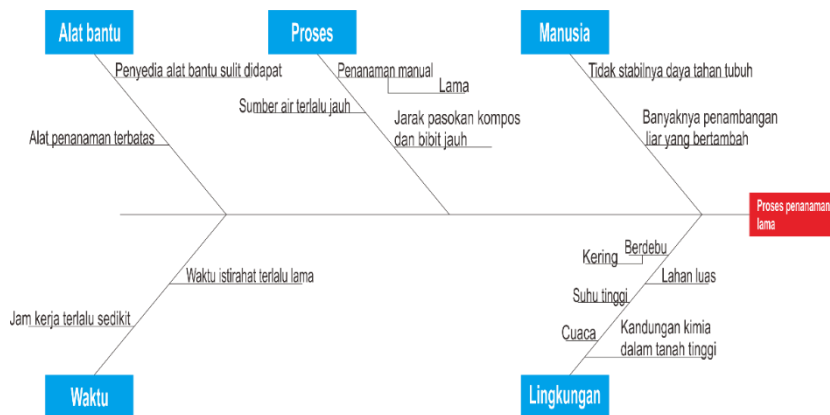 Alat bantu
Proses
Manusia
Penyedia alat bantu sulit didapat
Penanaman manual
Lama
Tidak stabilnya daya tahan tubuh
Sumber air terlalu jauh
Jarak pasokan kompos
dan bibit jauh
Banyaknya penambangan
liar yang bertambah
Alat penanaman terbatas
Proses penanaman
lama
Berdebu
Kering
Waktu istirahat terlalu lama
Lahan luas
Suhu tinggi
Jam kerja terlalu sedikit
Cuaca
Kandungan kimia
dalam tanah tinggi
Waktu
Lingkungan